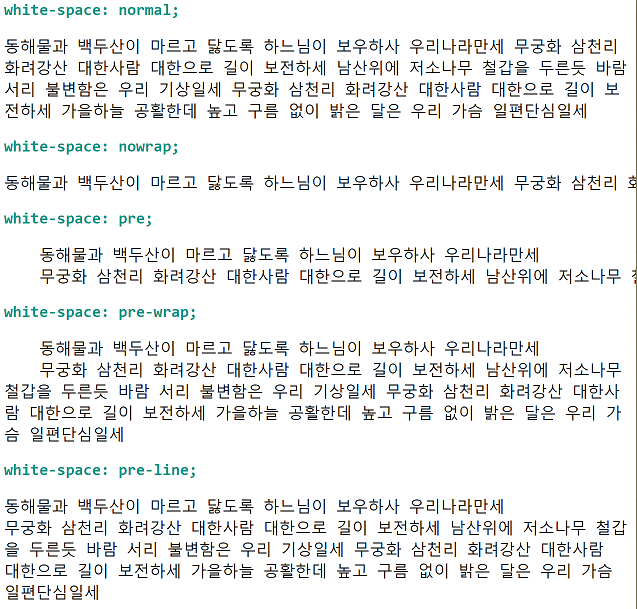 white-space: normal;
동해물과 백두산이 마르고 닳도록 하느님이 보우하사 우리나라만세 무궁화 삼천리
화려강산 대한사람 대한으로 길이 보전하세 남산위에 저소나무 철갑을 두른듯 바람
서리 불변함은 우리 기상일세 무궁화 삼천리 화려강산 대한사람 대한으로 길이 보
전하세 가을하늘 공활한데 높고 구름 없이 밝은 달은 우리 가슴 일편단심일세
white-space: nowrap;
동해물과 백두산이 마르고 닳도록 하느님이 보우하사 우리나라만세 무궁화 삼천리
white-space: pre;
동해물과 백두산이 마르고 닳도록 하느님이 보우하사 우리나라만세
무궁화 삼천리 화려강산 대한사람 대한으로 길이 보전하세 남산위에 저소나무
white-space: pre-wrap;
동해물과 백두산이 마르고 닳도록 하느님이 보우하사 우리나라만세
무궁화 삼천리 화려강산 대한사람 대한으로 길이 보전하세 남산위에 저소나무
철갑을 두른듯 바람 서리 불변함은 우리 기상일세 무궁화 삼천리 화려강산 대한사
람 대한으로 길이 보전하세 가을하늘 공활한데 높고 구름 없이 밝은 달은 우리 가
슴 일편단심일세
white-space: pre-line;
동해물과 백두산이 마르고 닳도록 하느님이 보우하사 우리나라만세
무궁화 삼천리 화려강산 대한사람 대한으로 길이 보전하세 남산위에 저소나무 철갑
을 두른듯 바람 서리 불변함은 우리 기상일세 무궁화 삼천리 화려강산 대한사람
대한으로 길이 보전하세 가을하늘 공활한데 높고 구름 없이 밝은 달은 우리 가슴
일편단심일세